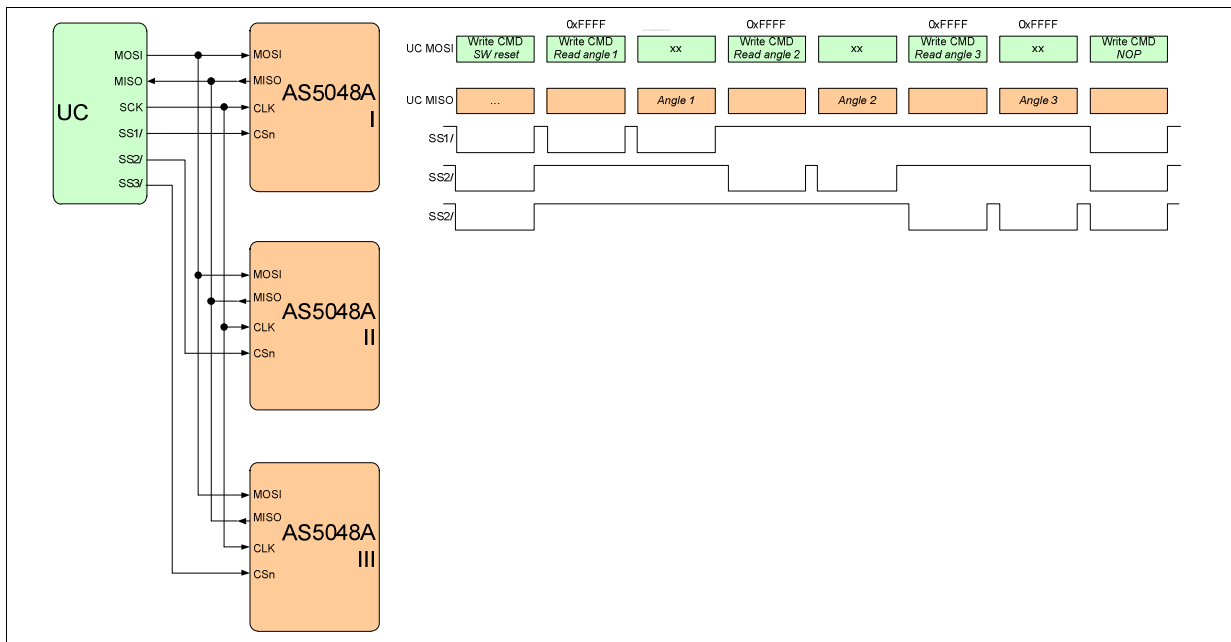 UC
MOSI
MISO
SCK
SS1/
SS2/
SS3/
MOSI
MISO
CLK
CSn
AS5048A
I
MOSI
MISO
CLK
CSn
AS5048A
II
MOSI
MISO
CLK
CSn
AS5048A
III
0xFFFF 0xFFFF 0xFFFF 0xFFFF
UC MOSI
Write CMD
SW reset
Write CMD
Read angle 1
xx
Write CMD
Read angle 2
xx
Write CMD
Read angle 3
xx
Write CMD
NOP
UC MISO
...
Angle 1
Angle 2
Angle 3
SS1/
SS2/
SS2/